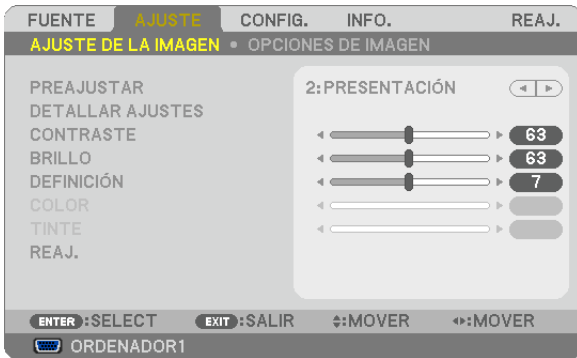 FUENTE AJUSTE CONFIG. INFO. REAJ.
AJUSTE DE LA IMAGEN • OPCIONES DE IMAGEN
PREAJUSTAR 2:PRESENTACIÓN
DETALLAR AJUSTES
CONTRASTE 63
BRILLO 63
DEFINICIÓN 7
COLOR
TINTE
REAJ.
ENTER :SELECT EXIT :SALIR :MOVER :MOVER
ORDENADOR1